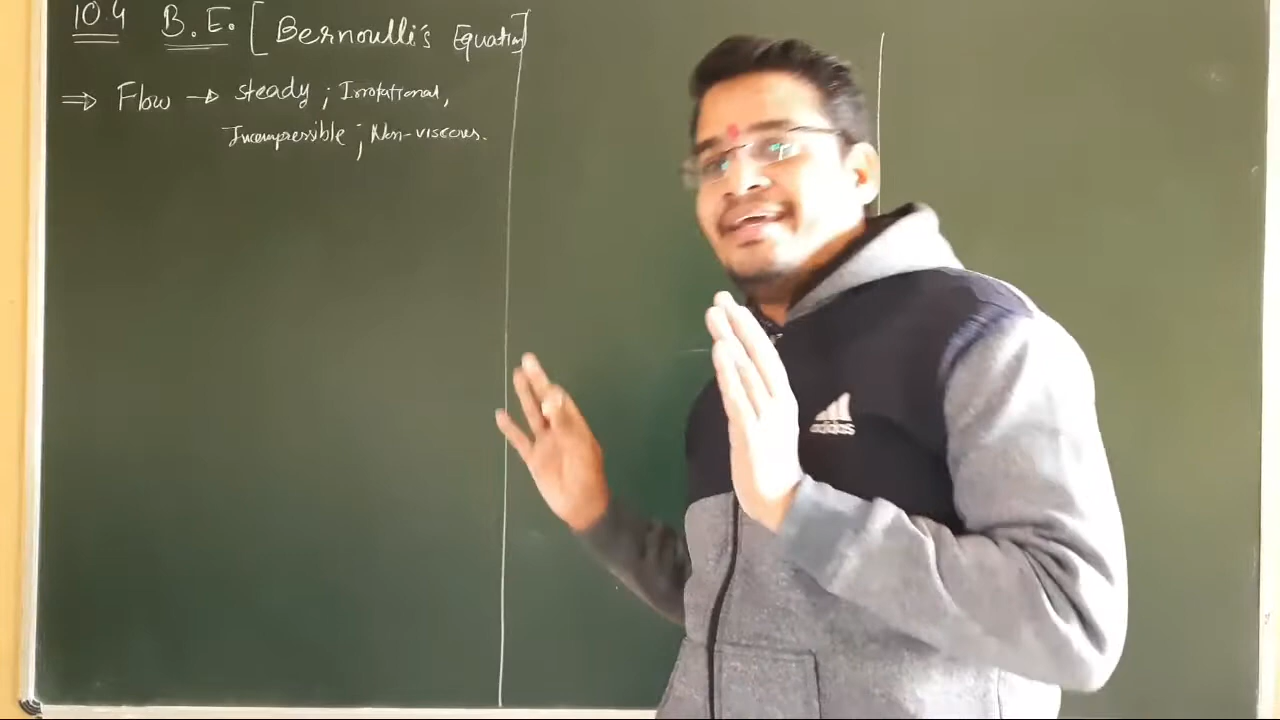 10.4 B.E. [Bernoulli's Equation]
⇒ Flow → steady ; Irrotational,
Incompressible ; Non-viscous.
adidas